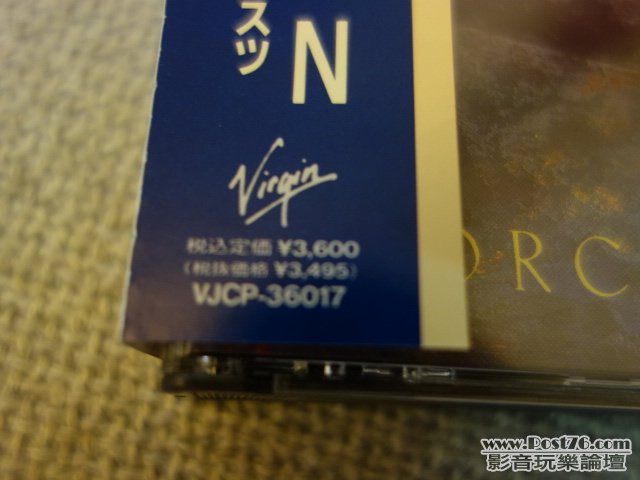 スツ
N
Virgin
税込定価 ¥3,600
(税抜価格 ¥3,495)
VJCP-36017
ORC
www.Post76.com
影音玩樂論壇